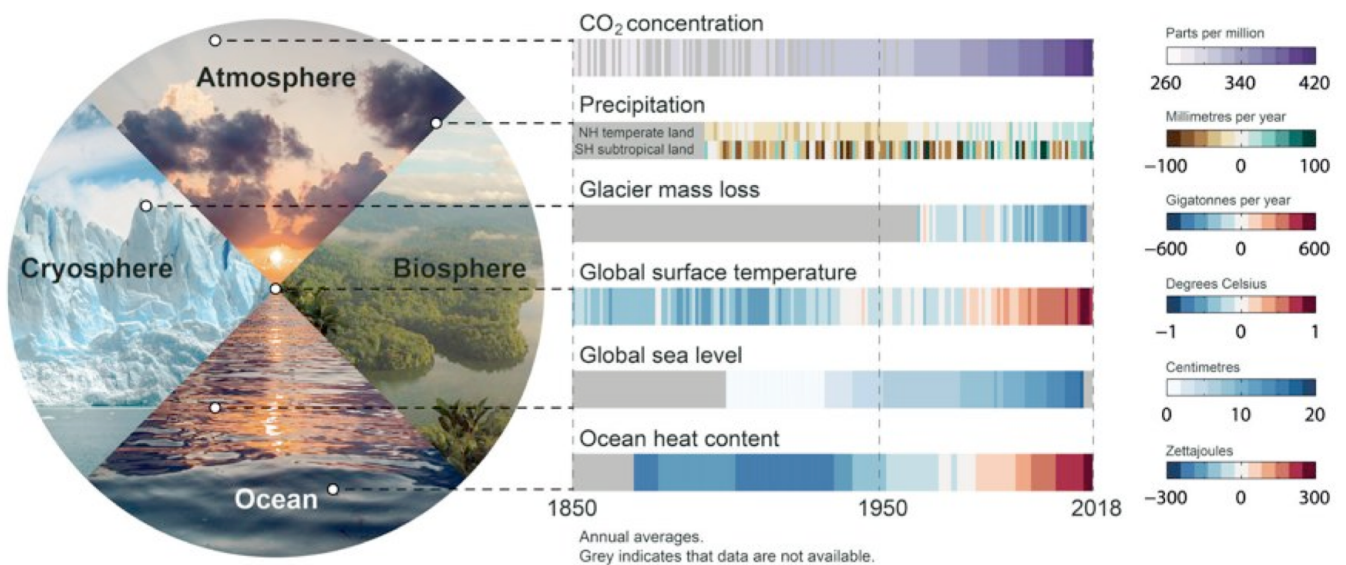 Atmosphere
Cryosphere
Biosphere
Ocean
CO₂ concentration
Precipitation
NH temperate land
SH subtropical land
Glacier mass loss
Global surface temperature
Global sea level
Ocean heat content
1850 1950 2018
Annual averages.
Grey indicates that data are not available.
Parts per million
260 340 420
Millimetres per year
−100 0 100
Gigatonnes per year
−600 0 600
Degrees Celsius
−1 0 1
Centimetres
0 10 20
Zettajoules
−300 0 300